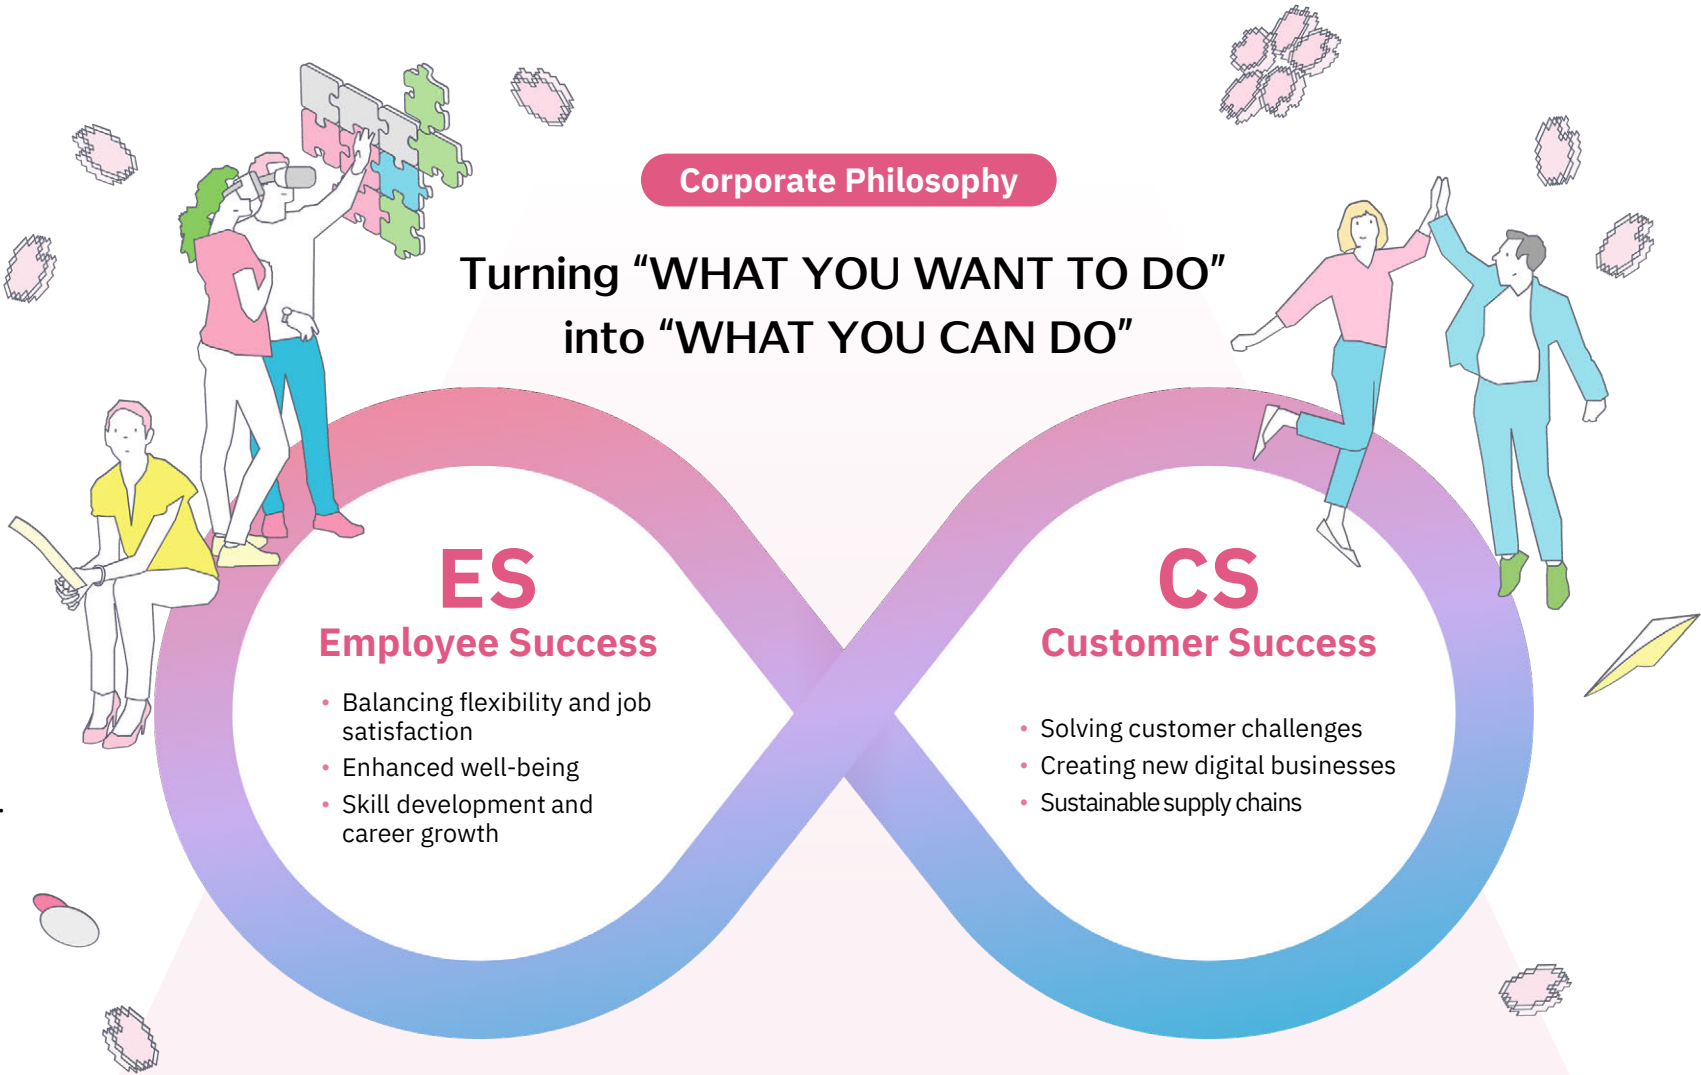 Corporate Philosophy
Turning “WHAT YOU WANT TO DO”
into “WHAT YOU CAN DO”
ES
Employee Success
• Balancing flexibility and job
satisfaction
• Enhanced well-being
• Skill development and
career growth
CS
Customer Success
• Solving customer challenges
• Creating new digital businesses
• Sustainable supply chains